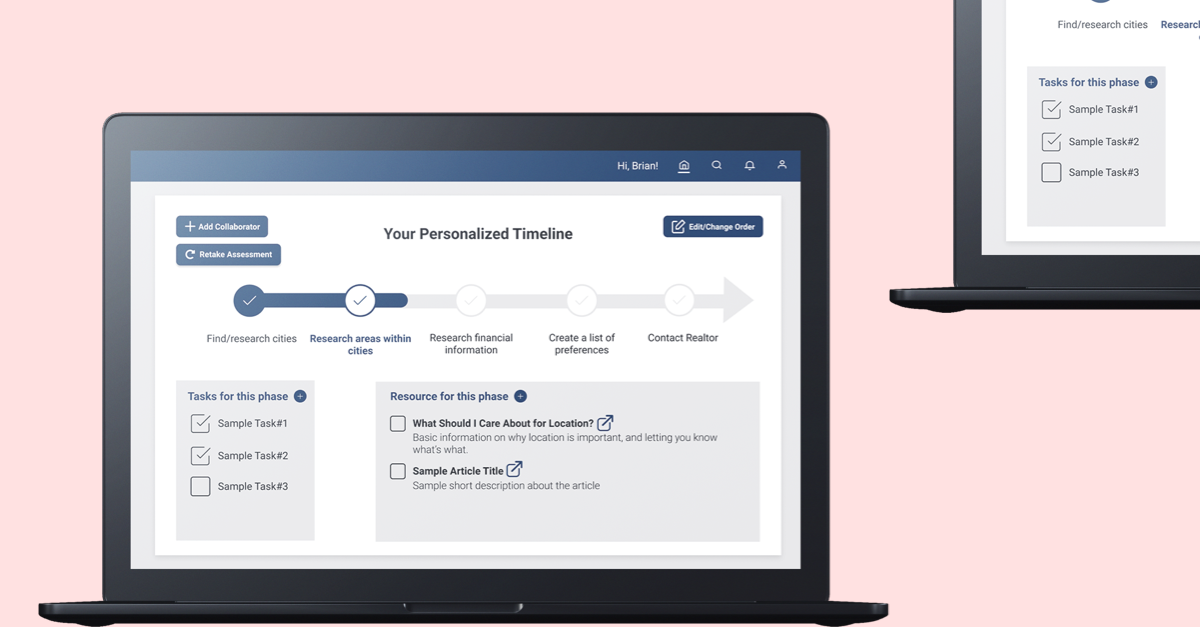 Hi, Brian!
Add Collaborator
Retake Assessment
Your Personalized Timeline
Edit/Change Order
Find/research cities
Research areas within
cities
Research financial
information
Create a list of
preferences
Contact Realtor
Tasks for this phase
Sample Task#1
Sample Task#2
Sample Task#3
Resource for this phase
What Should I Care About for Location?
Basic information on why location is important, and letting you know
what's what.
Sample Article Title
Sample short description about the article
Find/research cities
Tasks for this phase
Sample Task#1
Sample Task#2
Sample Task#3